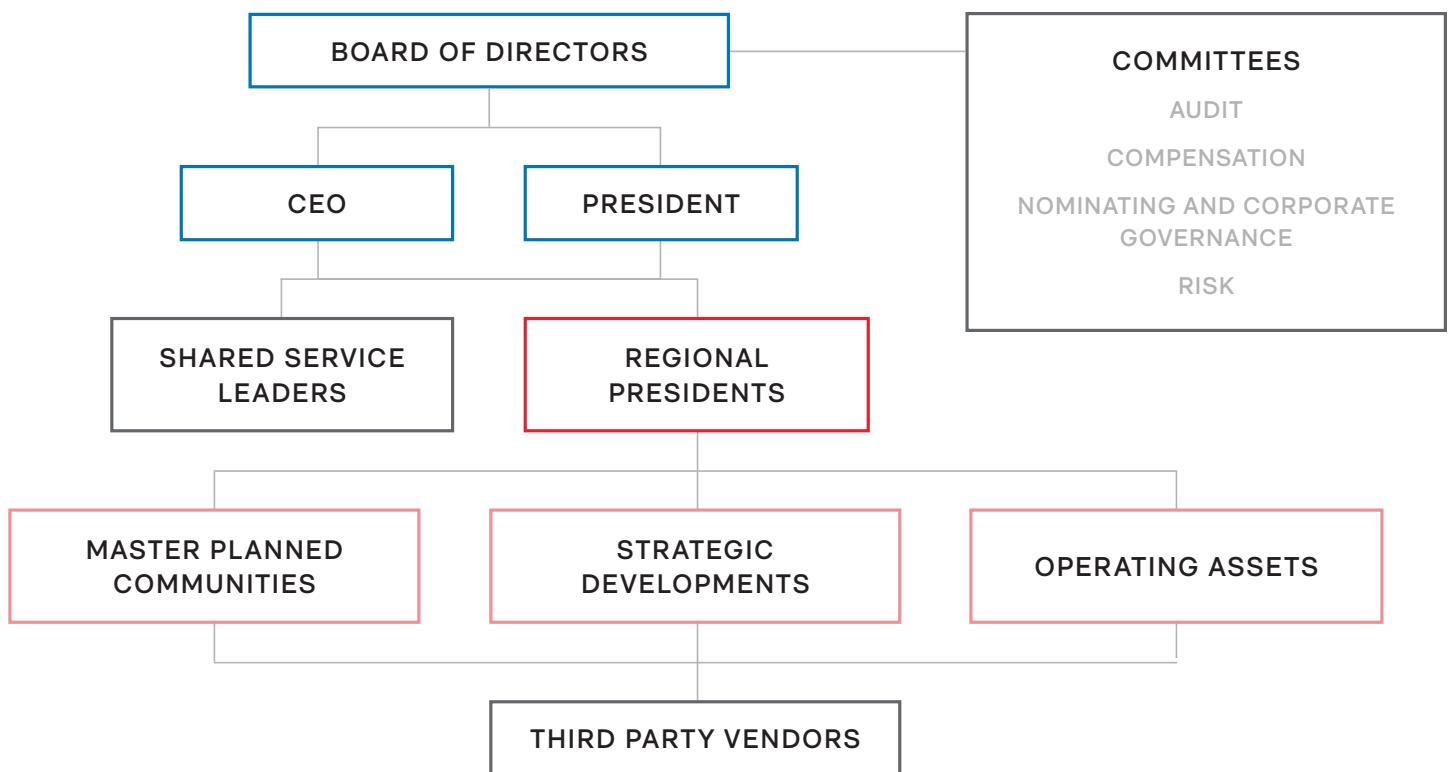 BOARD OF DIRECTORS
COMMITTEES
AUDIT
COMPENSATION
NOMINATING AND CORPORATE
GOVERNANCE
RISK
CEO
PRESIDENT
SHARED SERVICE
LEADERS
REGIONAL
PRESIDENTS
MASTER PLANNED
COMMUNITIES
STRATEGIC
DEVELOPMENTS
OPERATING ASSETS
THIRD PARTY VENDORS